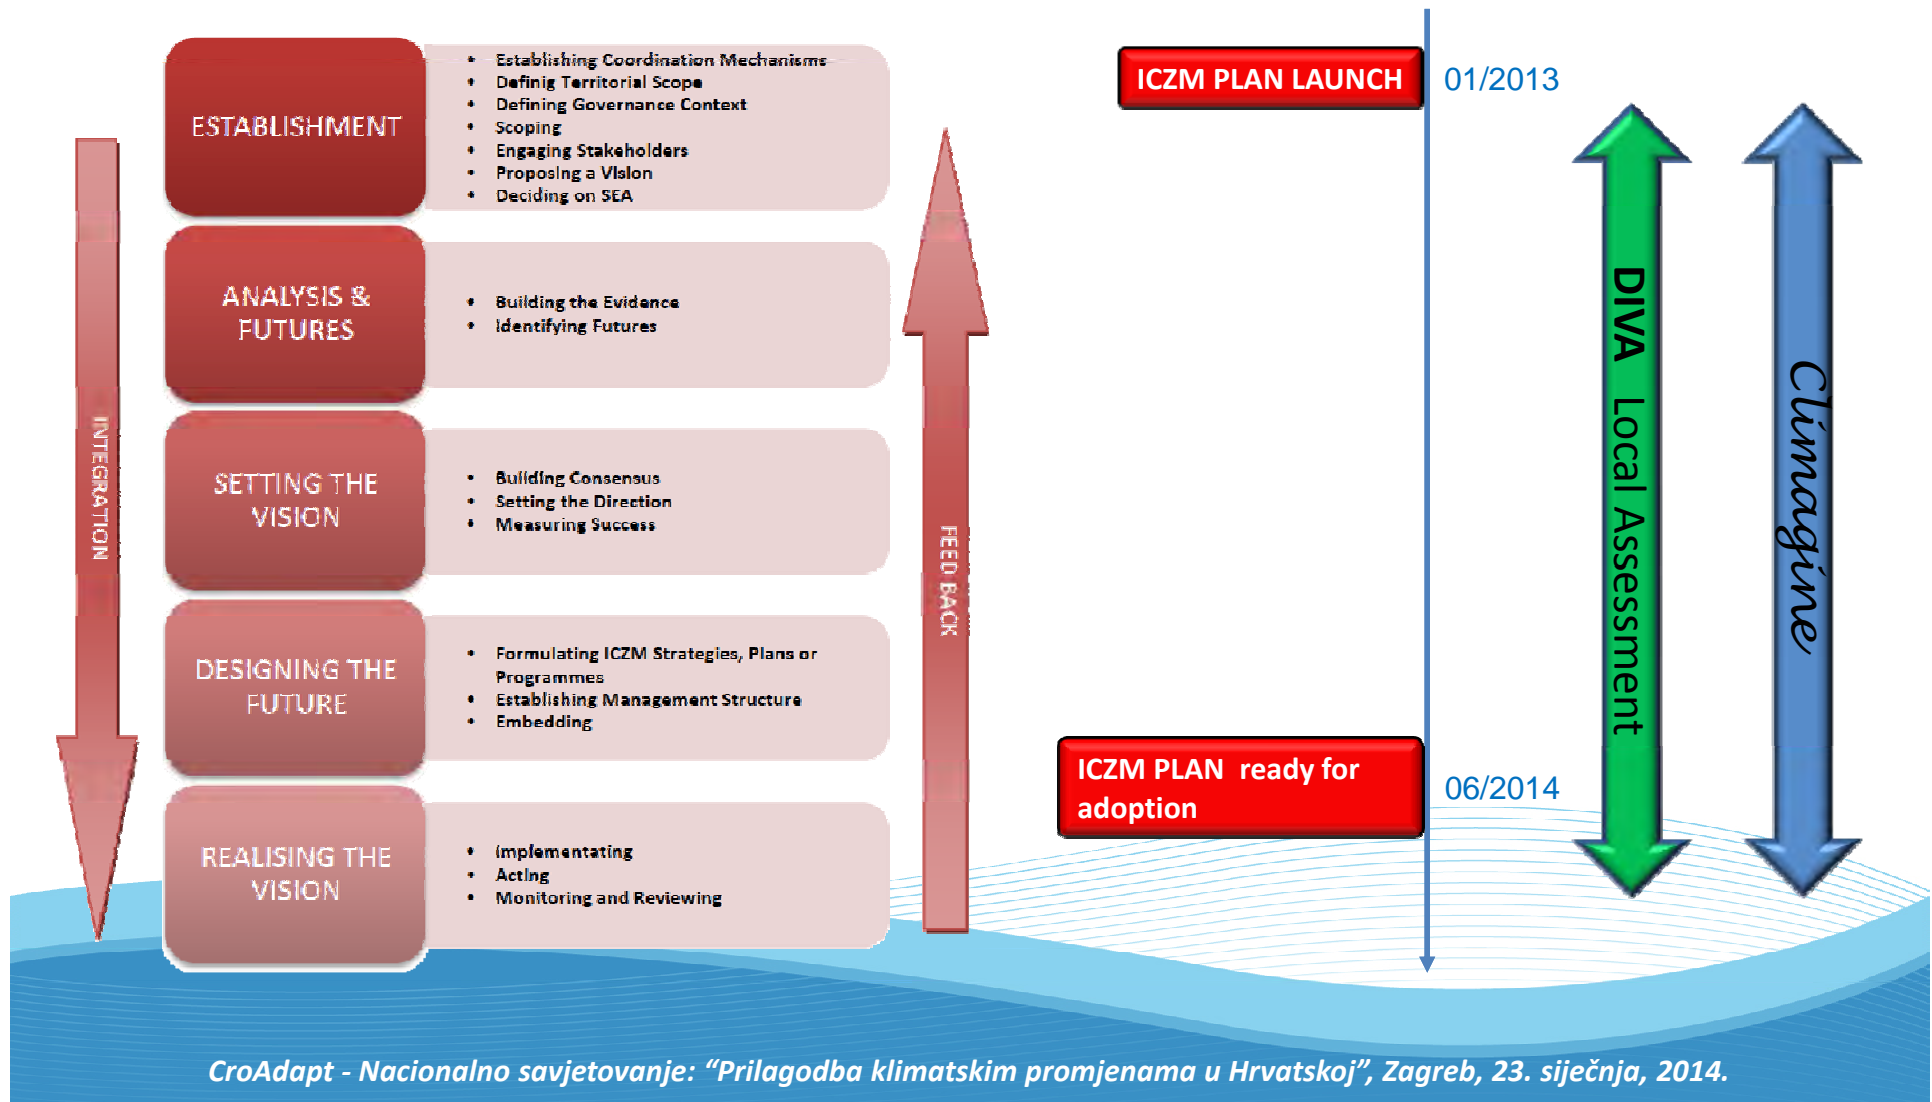 ESTABLISHMENT
• Establishing Coordination Mechanisms
• Definig Territorial Scope
• Defining Governance Context
• Scoping
• Engaging Stakeholders
• Proposing a Vision
• Deciding on SEA
ANALYSIS &
FUTURES
• Building the Evidence
• Identifying Futures
SETTING THE
VISION
• Building Consensus
• Setting the Direction
• Measuring Success
DESIGNING THE
FUTURE
• Formulating ICZM Strategies, Plans or
Programmes
• Establishing Management Structure
• Embedding
REALISING THE
VISION
• Implementating
• Acting
• Monitoring and Reviewing
INTEGRATION
FEED BACK
ICZM PLAN LAUNCH
01/2013
ICZM PLAN ready for
adoption
06/2014
DIVA Local Assessment
Climagine
CroAdapt - Nacionalno savjetovanje: “Prilagodba klimatskim promjenama u Hrvatskoj”, Zagreb, 23. siječnja, 2014.